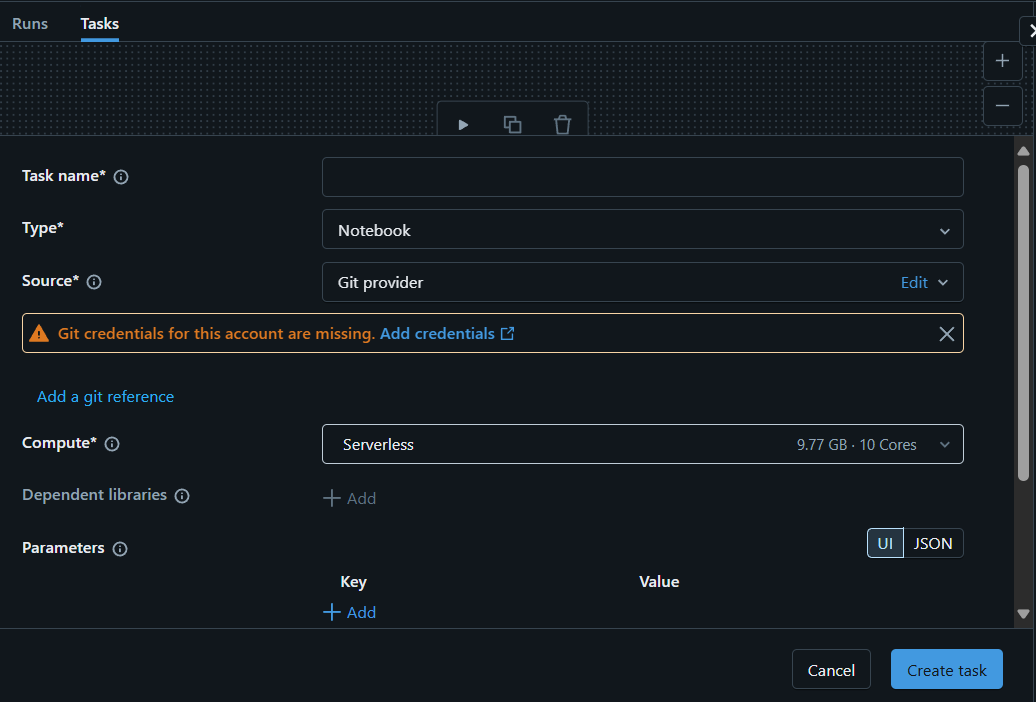 Runs Tasks
Task name*
Type* Notebook
Source* Git provider Edit
Git credentials for this account are missing. Add credentials
Add a git reference
Compute* Serverless 9.77 GB · 10 Cores
Dependent libraries Add
Parameters UI JSON
Key Value
Add
Cancel Create task